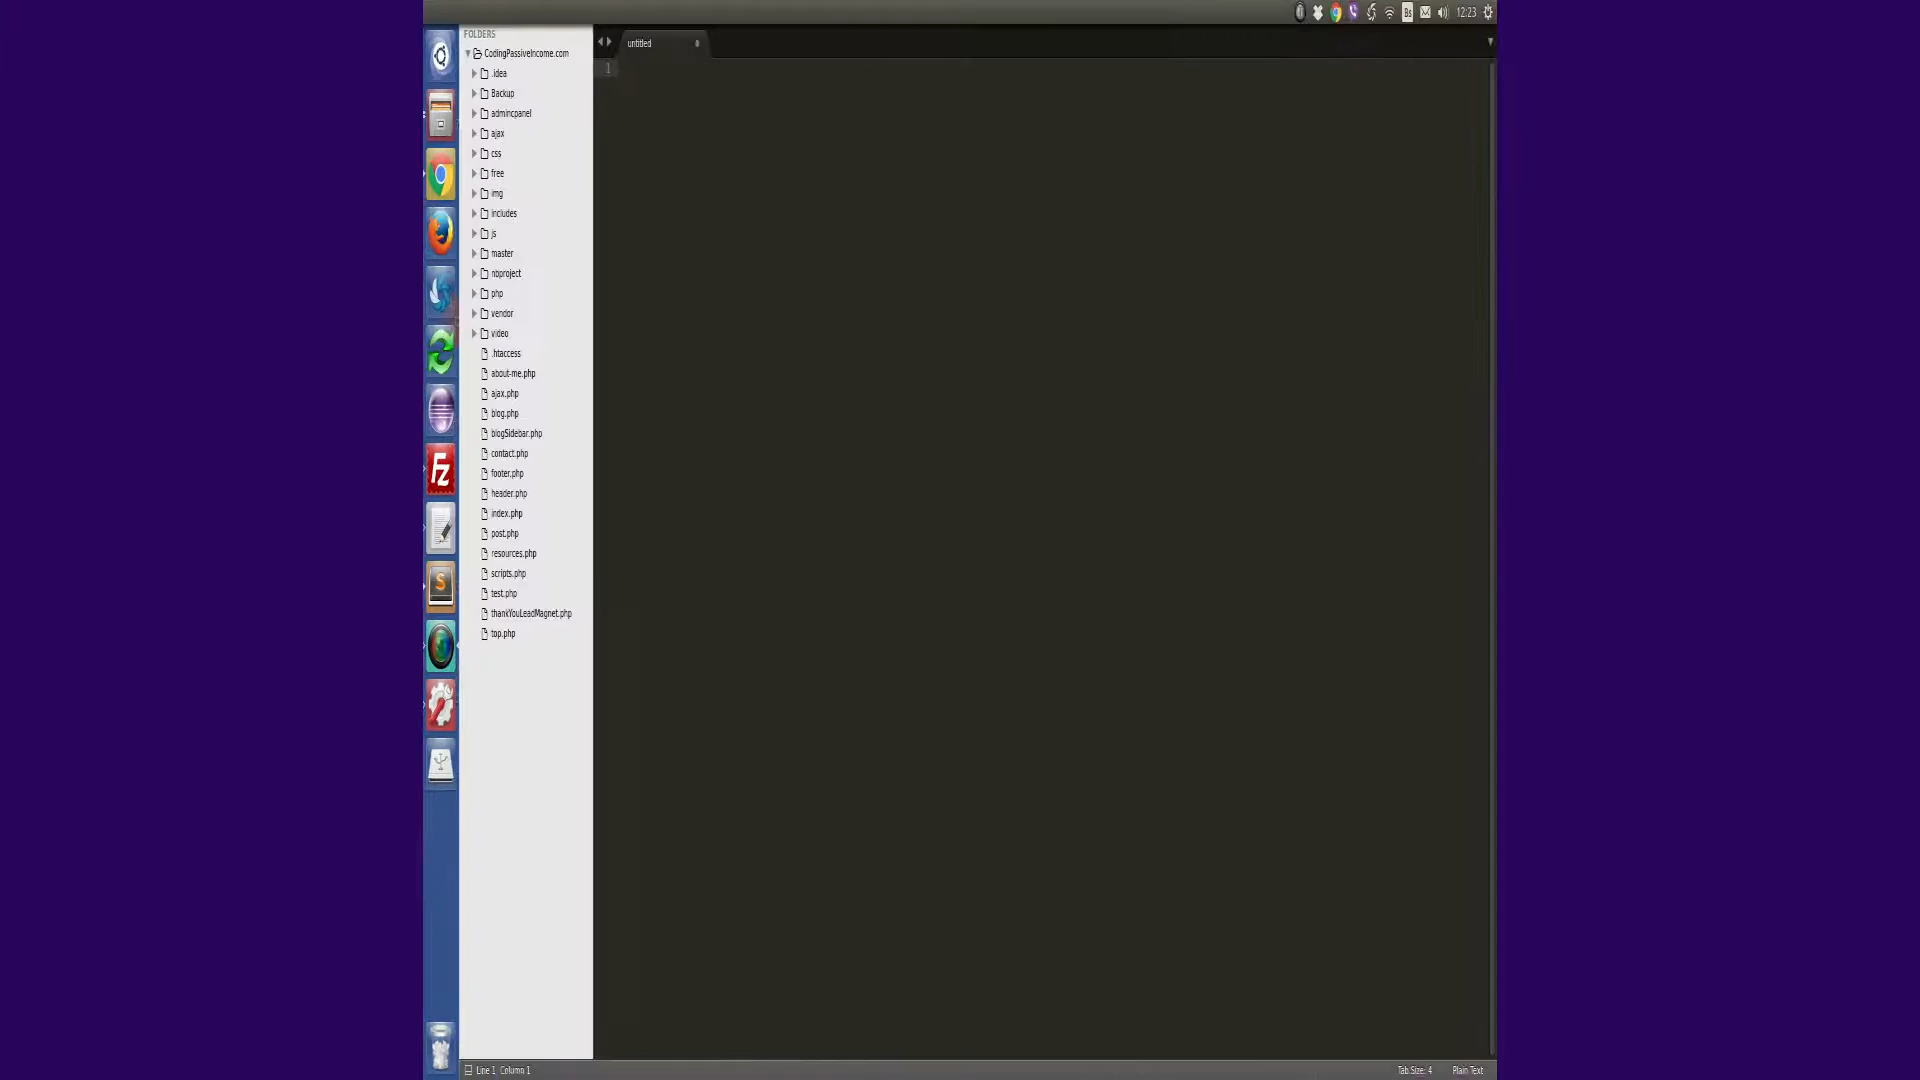 Bs
12:23
FOLDERS
untitled
CodingPassiveIncome.com
1
.idea
Backup
admincpanel
ajax
css
free
img
includes
js
master
nbproject
php
vendor
video
.htaccess
about-me.php
ajax.php
blog.php
blogSidebar.php
contact.php
footer.php
header.php
index.php
post.php
resources.php
scripts.php
test.php
thankYouLeadMagnet.php
top.php
Fz
S
Line 1, Column 1
Tab Size: 4
Plain Text